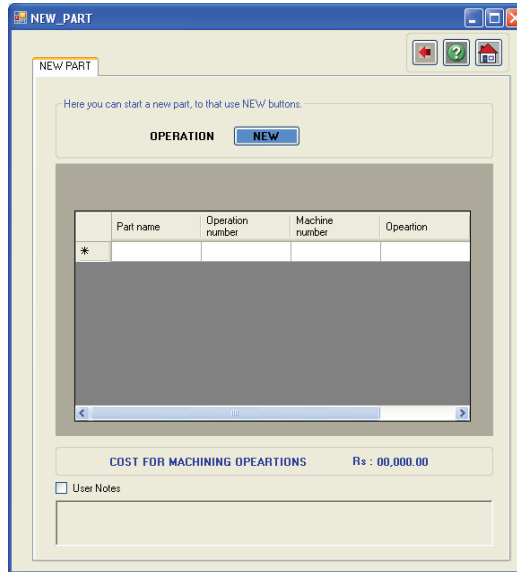 NEW_PART
NEW PART
Here you can start a new part, to that use NEW buttons.
OPERATION NEW
Part name Operation number Machine number Opeartion
COST FOR MACHINING OPEARTIONS Rs : 00,000.00
User Notes